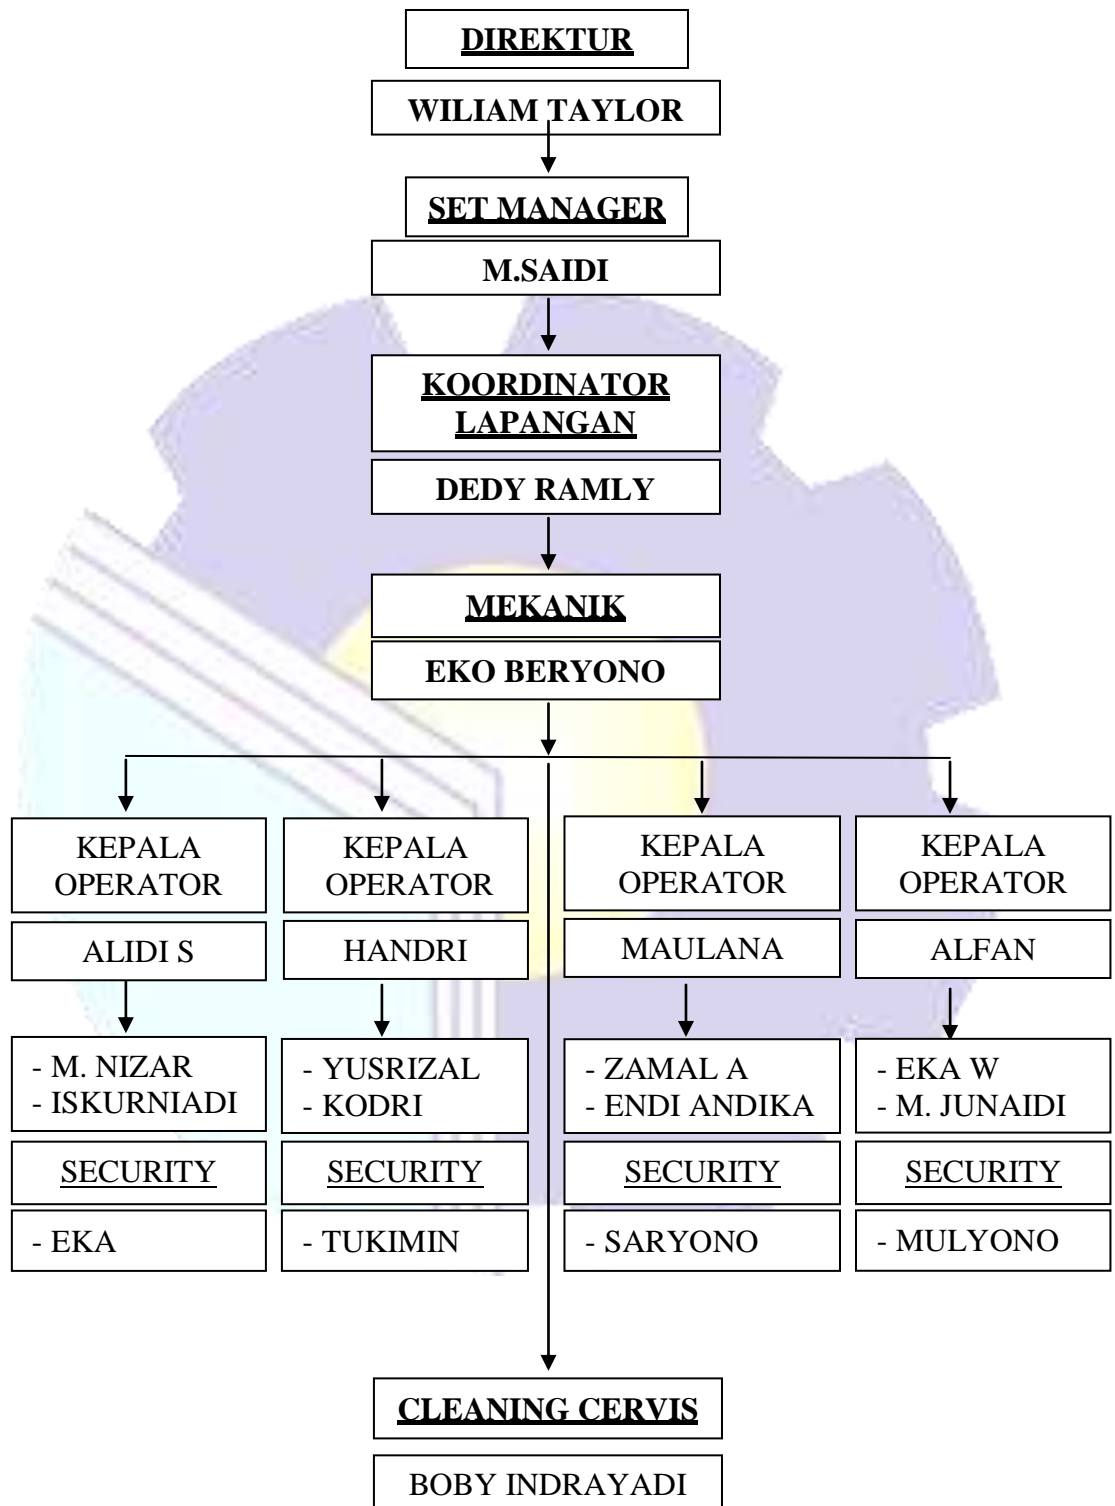 DIREKTUR
WILIAM TAYLOR
SET MANAGER
M.SAIDI
KOORDINATOR
LAPANGAN
DEDY RAMLY
MEKANIK
EKO BERYONO
KEPALA
OPERATOR
ALIDI S
- M. NIZAR
- ISKURNIADI
SECURITY
- EKA
KEPALA
OPERATOR
HANDRI
- YUSRIZAL
- KODRI
SECURITY
- TUKIMIN
KEPALA
OPERATOR
MAULANA
- ZAMAL A
- ENDI ANDIKA
SECURITY
- SARYONO
KEPALA
OPERATOR
ALFAN
- EKA W
- M. JUNAIDI
SECURITY
- MULYONO
CLEANING CERVIS
BOBY INDRAYADI